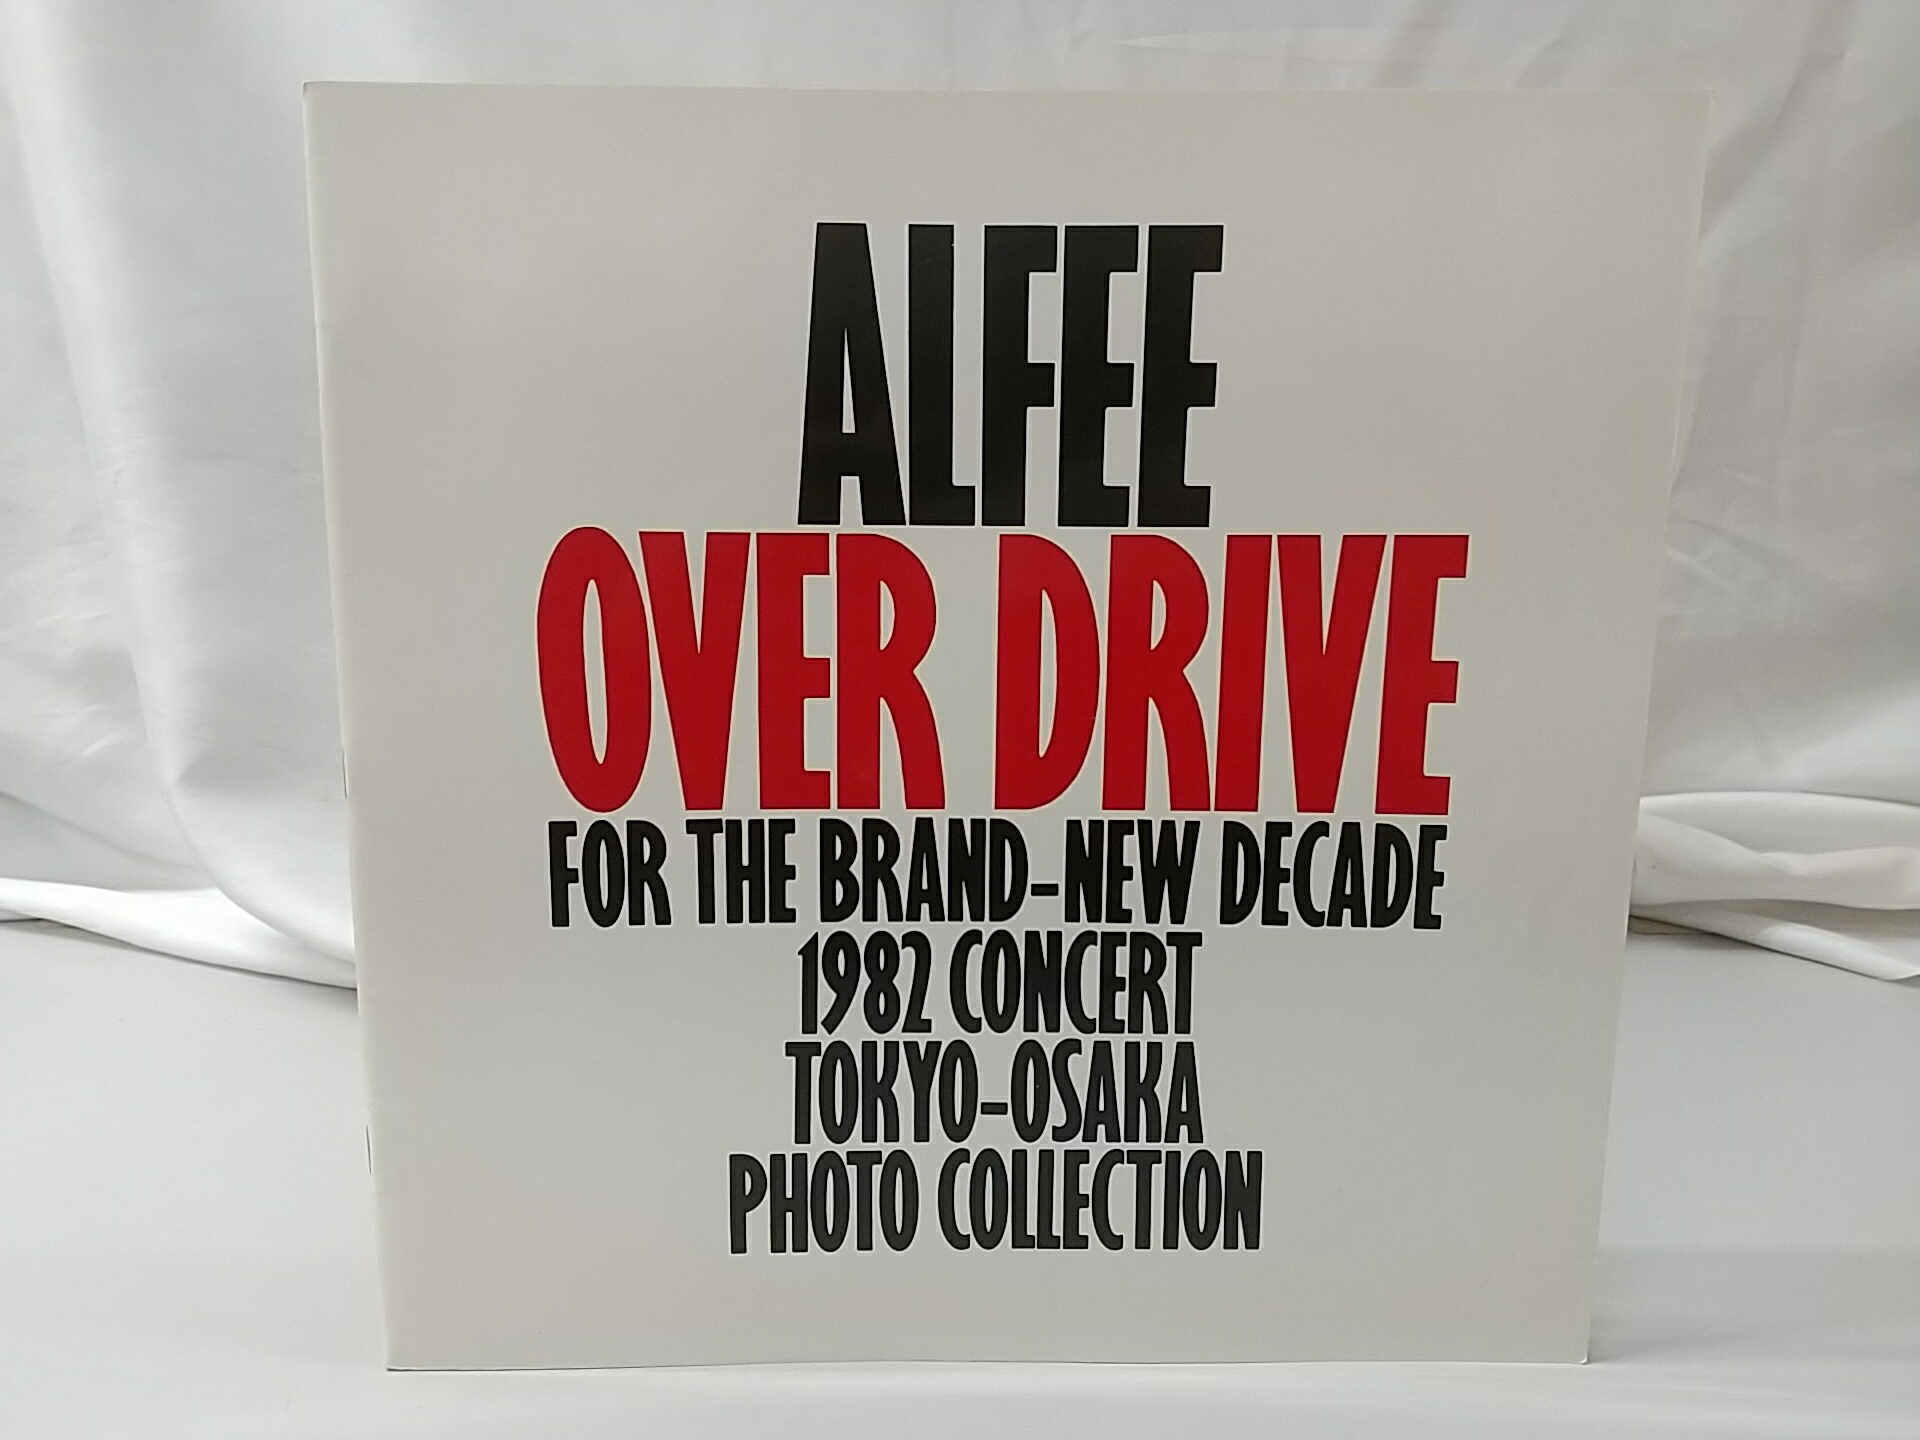 ALFEE
OVER DRIVE
FOR THE BRAND-NEW DECADE
1982 CONCERT
TOKYO-OSAKA
PHOTO COLLECTION